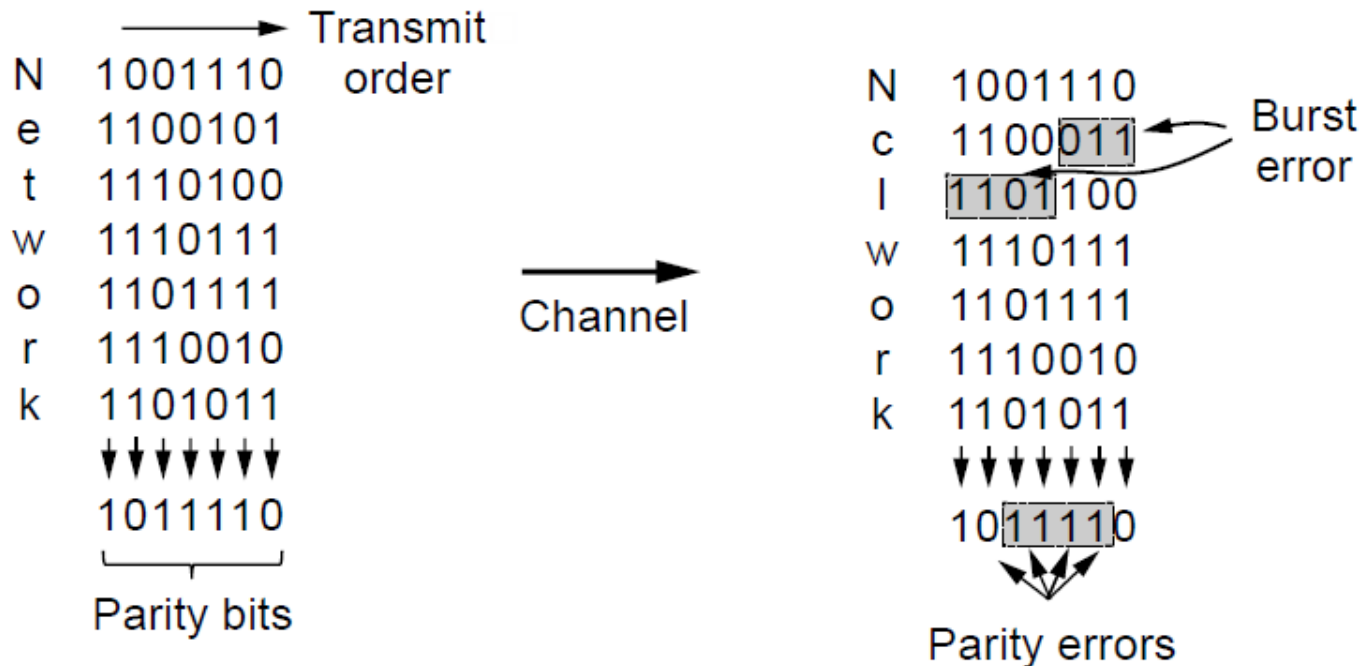 Transmit
order
N 1001110
e 1100101
t 1110100
w 1110111
o 1101111
r 1110010
k 1101011
1011110
Parity bits
Channel
N 1001110
c 1100011
l 1101100
w 1110111
o 1101111
r 1110010
k 1101011
1011110
Burst
error
Parity errors